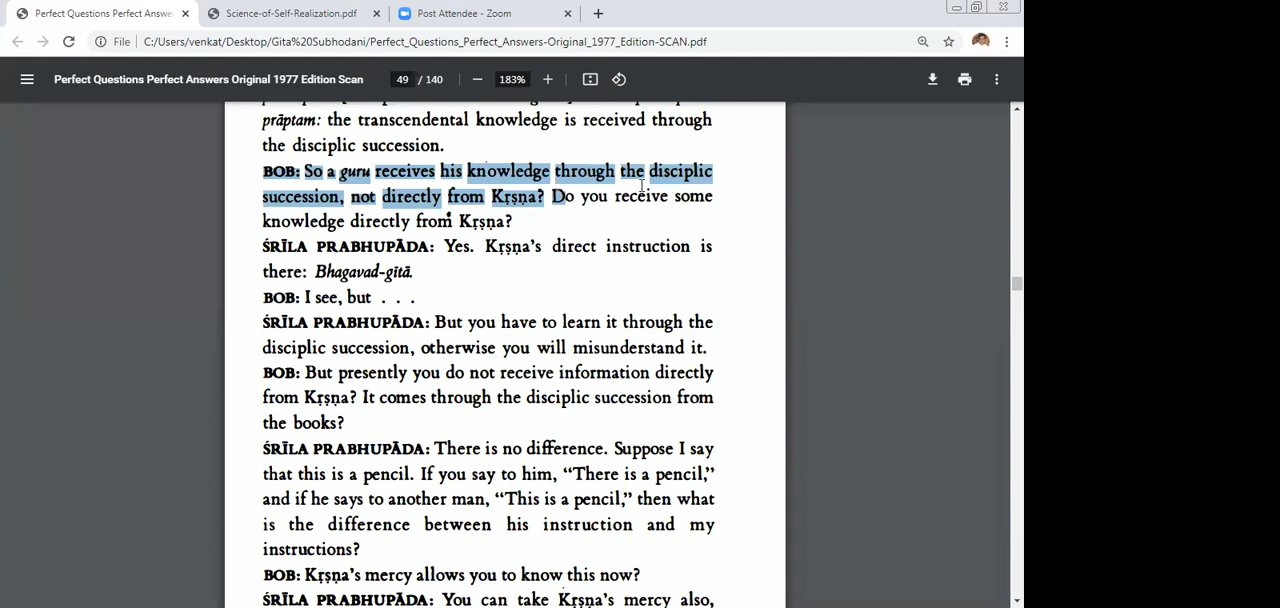 Perfect Questions Perfect Answers
Science-of-Self-Realization.pdf
Post Attendee - Zoom
File
C:/Users/venkat/Desktop/Gita%20Subhodani/Perfect_Questions_Perfect_Answers-Original_1977_Edition-SCAN.pdf
Perfect Questions Perfect Answers Original 1977 Edition Scan
49 / 140
183%
prāptam: the transcendental knowledge is received through
the disciplic succession.
BOB: So a guru receives his knowledge through the disciplic
succession, not directly from Kṛṣṇa? Do you receive some
knowledge directly from Kṛṣṇa?
ŚRĪLA PRABHUPĀDA: Yes. Kṛṣṇa's direct instruction is
there: Bhagavad-gītā.
BOB: I see, but . . .
ŚRĪLA PRABHUPĀDA: But you have to learn it through the
disciplic succession, otherwise you will misunderstand it.
BOB: But presently you do not receive information directly
from Kṛṣṇa? It comes through the disciplic succession from
the books?
ŚRĪLA PRABHUPĀDA: There is no difference. Suppose I say
that this is a pencil. If you say to him, “There is a pencil,”
and if he says to another man, “This is a pencil,” then what
is the difference between his instruction and my
instructions?
BOB: Kṛṣṇa's mercy allows you to know this now?
ŚRĪLA PRABHUPĀDA: You can take Kṛṣṇa's mercy also,